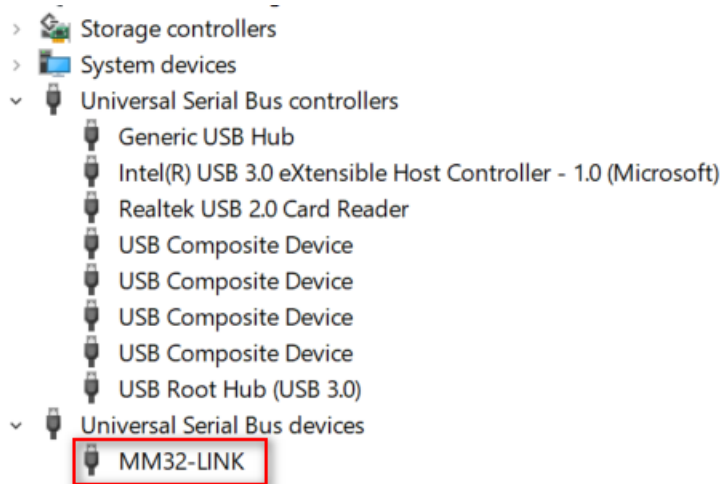 Storage controllers
System devices
Universal Serial Bus controllers
Generic USB Hub
Intel(R) USB 3.0 eXtensible Host Controller - 1.0 (Microsoft)
Realtek USB 2.0 Card Reader
USB Composite Device
USB Composite Device
USB Composite Device
USB Composite Device
USB Root Hub (USB 3.0)
Universal Serial Bus devices
MM32-LINK